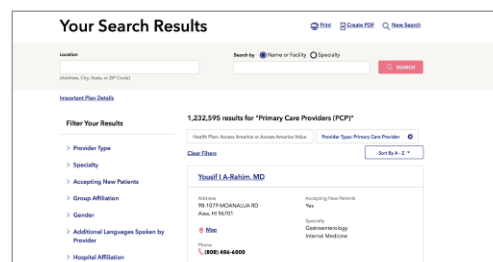 Your Search Results
Print Create PDF New Search
Location
Search by Name or Facility Specialty
SEARCH
(Address, City, State, or ZIP Code)
Important Plan Details
Filter Your Results
Provider Type
Specialty
Accepting New Patients
Group Affiliation
Gender
Additional Languages Spoken by
Provider
Hospital Affiliation
1,232,595 results for "Primary Care Providers (PCP)"
Health Plan: Access America or Access America Value
Provider Type: Primary Care Provider
Clear Filters
Sort By A - Z
Yousif I A-Rahim, MD
Address
98-1079 MOANALUA RD
Aiea, HI 96701
Map
Phone
(808) 486-6000
Accepting New Patients
Yes
Specialty
Gastroenterology
Internal Medicine